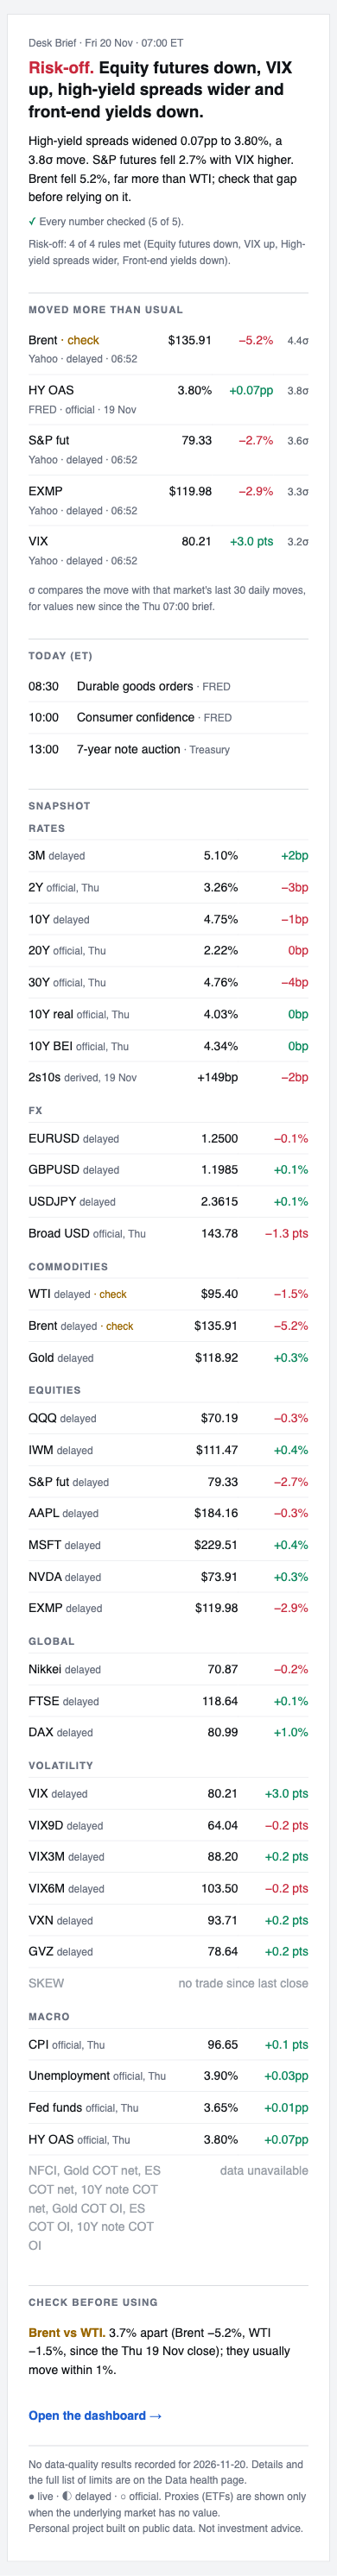 Desk Brief · Fri 20 Nov · 07:00 ET
Risk-off. Equity futures down, VIX
up, high-yield spreads wider and
front-end yields down.
High-yield spreads widened 0.07pp to 3.80%, a
3.8σ move. S&P futures fell 2.7% with VIX higher.
Brent fell 5.2%, far more than WTI; check that gap
before relying on it.
✓ Every number checked (5 of 5).
Risk-off: 4 of 4 rules met (Equity futures down, VIX up, High-
yield spreads wider, Front-end yields down).
MOVED MORE THAN USUAL
Brent · check $135.91 −5.2% 4.4σ
Yahoo · delayed · 06:52
HY OAS 3.80% +0.07pp 3.8σ
FRED · official · 19 Nov
S&P fut 79.33 −2.7% 3.6σ
Yahoo · delayed · 06:52
EXMP $119.98 −2.9% 3.3σ
Yahoo · delayed · 06:52
VIX 80.21 +3.0 pts 3.2σ
Yahoo · delayed · 06:52
σ compares the move with that market's last 30 daily moves,
for values new since the Thu 07:00 brief.
TODAY (ET)
08:30 Durable goods orders · FRED
10:00 Consumer confidence · FRED
13:00 7-year note auction · Treasury
SNAPSHOT
RATES
3M delayed 5.10% +2bp
2Y official, Thu 3.26% −3bp
10Y delayed 4.75% −1bp
20Y official, Thu 2.22% 0bp
30Y official, Thu 4.76% −4bp
10Y real official, Thu 4.03% 0bp
10Y BEI official, Thu 4.34% 0bp
2s10s derived, 19 Nov +149bp −2bp
FX
EURUSD delayed 1.2500 −0.1%
GBPUSD delayed 1.1985 +0.1%
USDJPY delayed 2.3615 +0.1%
Broad USD official, Thu 143.78 −1.3 pts
COMMODITIES
WTI delayed · check $95.40 −1.5%
Brent delayed · check $135.91 −5.2%
Gold delayed $118.92 +0.3%
EQUITIES
QQQ delayed $70.19 −0.3%
IWM delayed $111.47 +0.4%
S&P fut delayed 79.33 −2.7%
AAPL delayed $184.16 −0.3%
MSFT delayed $229.51 +0.4%
NVDA delayed $73.91 +0.3%
EXMP delayed $119.98 −2.9%
GLOBAL
Nikkei delayed 70.87 −0.2%
FTSE delayed 118.64 +0.1%
DAX delayed 80.99 +1.0%
VOLATILITY
VIX delayed 80.21 +3.0 pts
VIX9D delayed 64.04 −0.2 pts
VIX3M delayed 88.20 +0.2 pts
VIX6M delayed 103.50 −0.2 pts
VXN delayed 93.71 +0.2 pts
GVZ delayed 78.64 +0.2 pts
SKEW no trade since last close
MACRO
CPI official, Thu 96.65 +0.1 pts
Unemployment official, Thu 3.90% +0.03pp
Fed funds official, Thu 3.65% +0.01pp
HY OAS official, Thu 3.80% +0.07pp
NFCI, Gold COT net, ES data unavailable
COT net, 10Y note COT
net, Gold COT OI, ES
COT OI, 10Y note COT
OI
CHECK BEFORE USING
Brent vs WTI. 3.7% apart (Brent −5.2%, WTI
−1.5%, since the Thu 19 Nov close); they usually
move within 1%.
Open the dashboard →
No data-quality results recorded for 2026-11-20. Details and
the full list of limits are on the Data health page.
● live · ◐ delayed · ○ official. Proxies (ETFs) are shown only
when the underlying market has no value.
Personal project built on public data. Not investment advice.